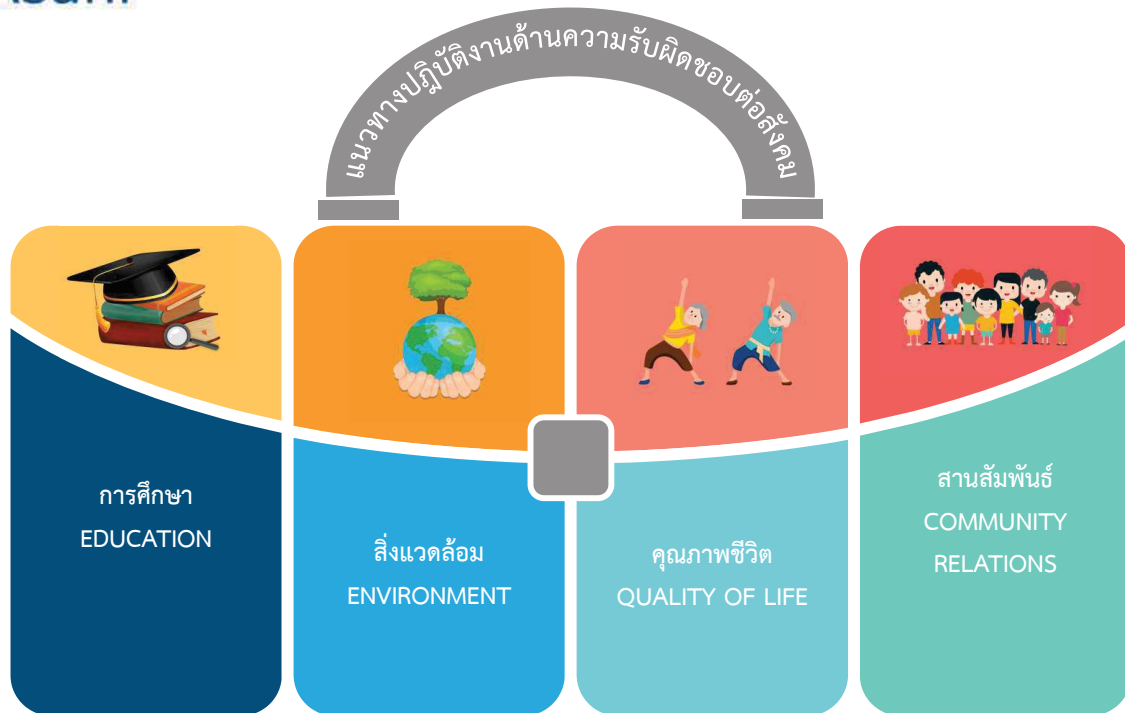 แนวทางปฏิบัติงานด้านความรับผิดชอบต่อสังคม
การศึกษา
EDUCATION
สิ่งแวดล้อม
ENVIRONMENT
คุณภาพชีวิต
QUALITY OF LIFE
สานสัมพันธ์
COMMUNITY
RELATIONS